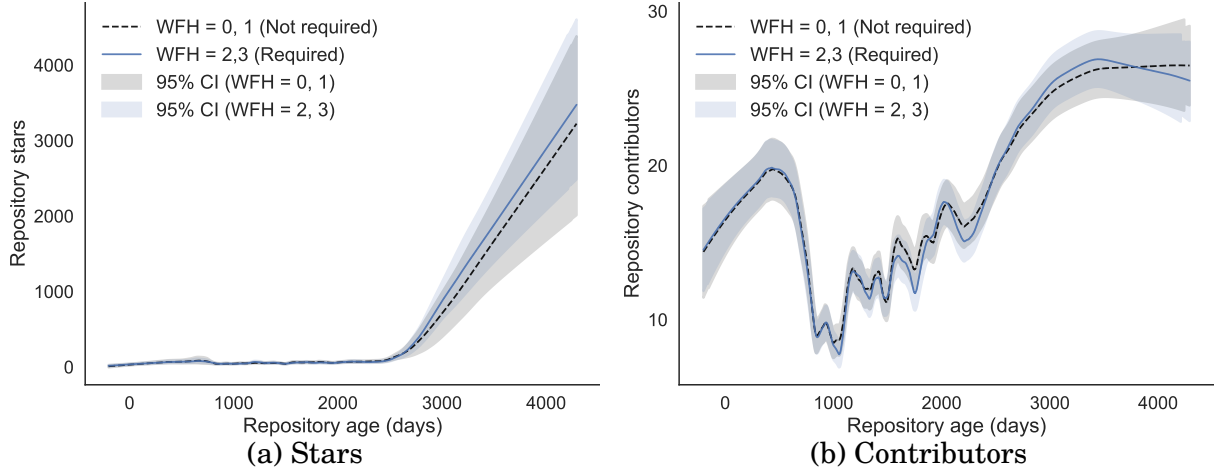 WFH = 0, 1 (Not required)
WFH = 2,3 (Required)
95% CI (WFH = 0, 1)
95% CI (WFH = 2, 3)
Repository stars
4000
3000
2000
1000
0
0 1000 2000 3000 4000
Repository age (days)
(a) Stars
WFH = 0, 1 (Not required)
WFH = 2,3 (Required)
95% CI (WFH = 0, 1)
95% CI (WFH = 2, 3)
Repository contributors
30
20
10
0 1000 2000 3000 4000
Repository age (days)
(b) Contributors